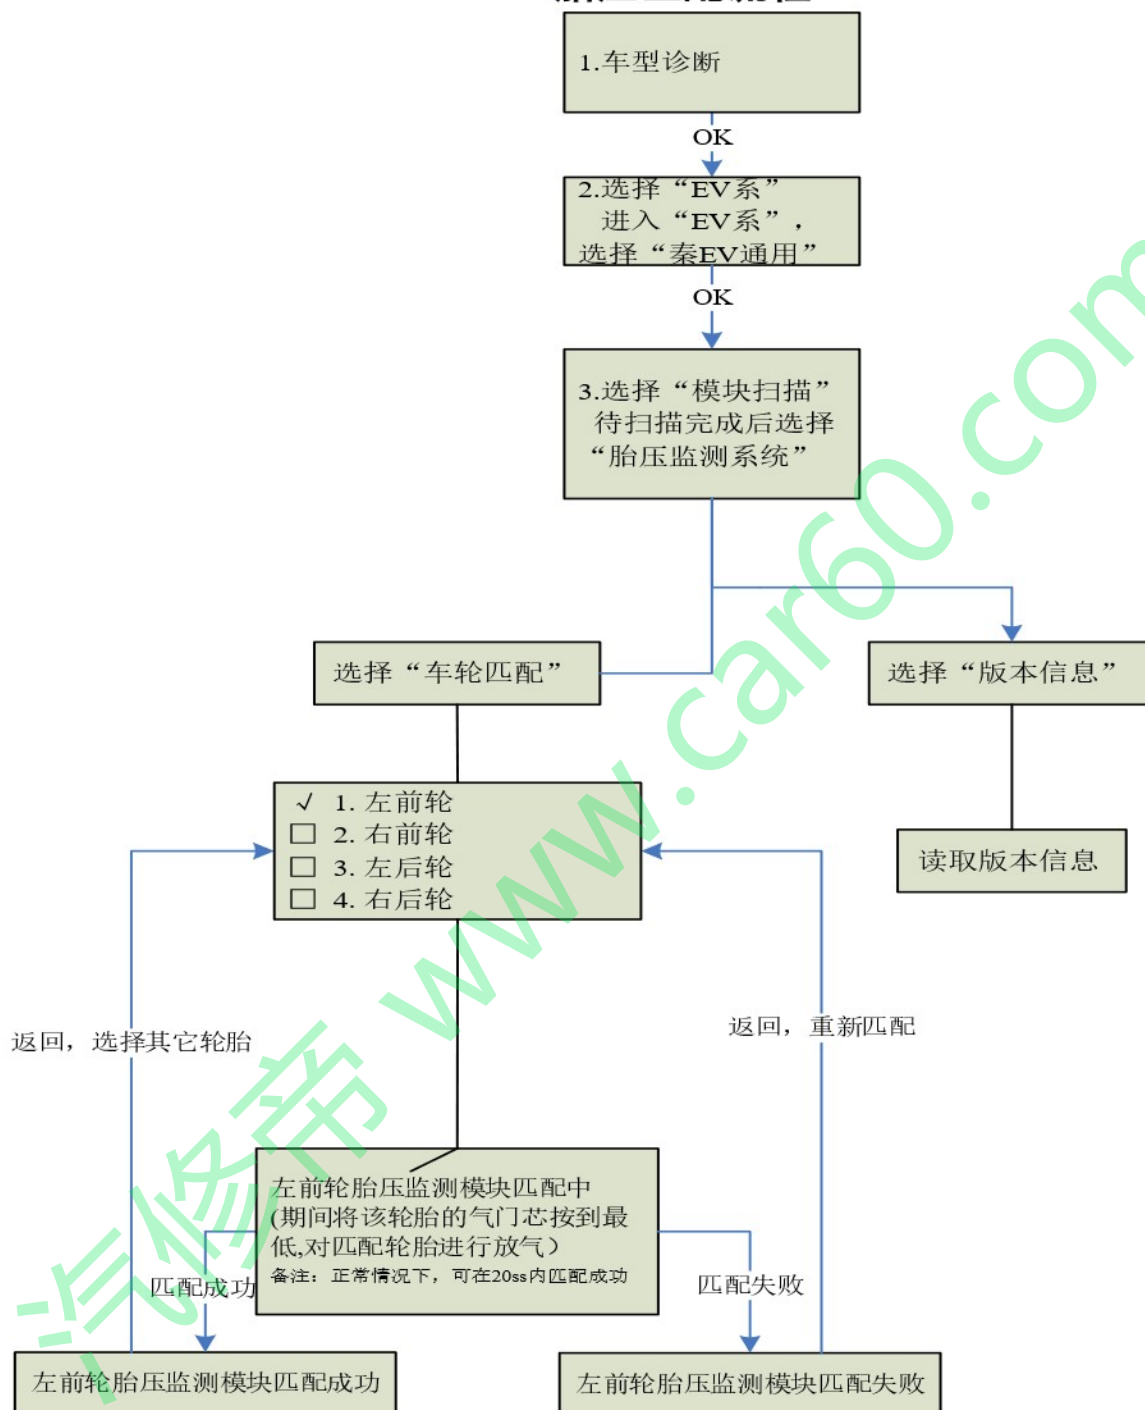 1.车型诊断
OK
2.选择“EV系”
进入“EV系”，
选择“秦EV通用”
OK
3.选择“模块扫描”
待扫描完成后选择
“胎压监测系统”
选择“车轮匹配”
选择“版本信息”
√ 1. 左前轮
□ 2. 右前轮
□ 3. 左后轮
□ 4. 右后轮
读取版本信息
返回，选择其它轮胎
返回，重新匹配
左前轮胎压监测模块匹配中
(期间将该轮胎的气门芯按到最
低,对匹配轮胎进行放气）
备注：正常情况下，可在20ss内匹配成功
匹配成功
匹配失败
左前轮胎压监测模块匹配成功
左前轮胎压监测模块匹配失败
汽修帝 www.car60.com